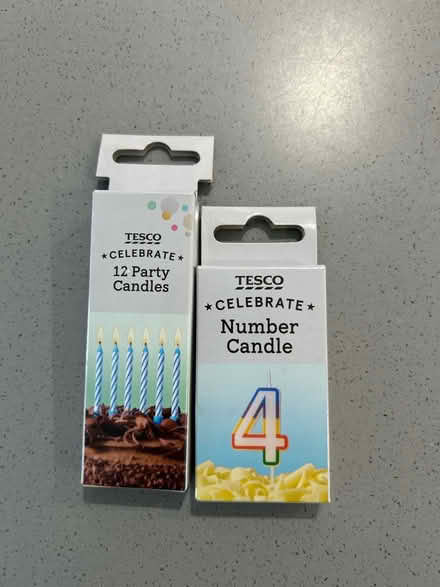 TESCO
★CELEBRATE★
12 Party
Candles
TESCO
★CELEBRATE★
Number
Candle
4